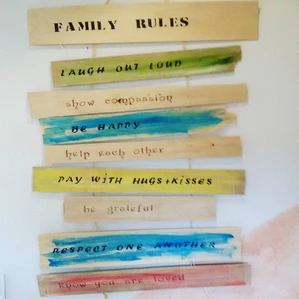 FAMILY RULES
LAUGH OUT LOUD
show compassion
BE HAPPY
help each other
PAY WITH HUGS+KISSES
be grateful
RESPECT ONE ANOTHER
know you are loved